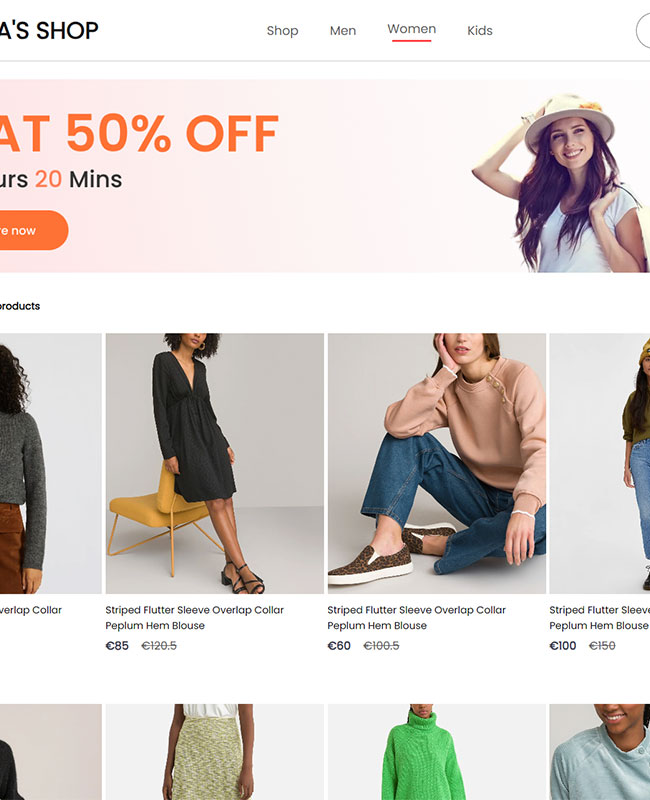 A'S SHOP
Shop Men Women Kids
AT 50% OFF
urs 20 Mins
re now
products
verlap Collar
Striped Flutter Sleeve Overlap Collar
Peplum Hem Blouse
€85 €120.5
Striped Flutter Sleeve Overlap Collar
Peplum Hem Blouse
€60 €100.5
Striped Flutter Sleeve
Peplum Hem Blouse
€100 €150